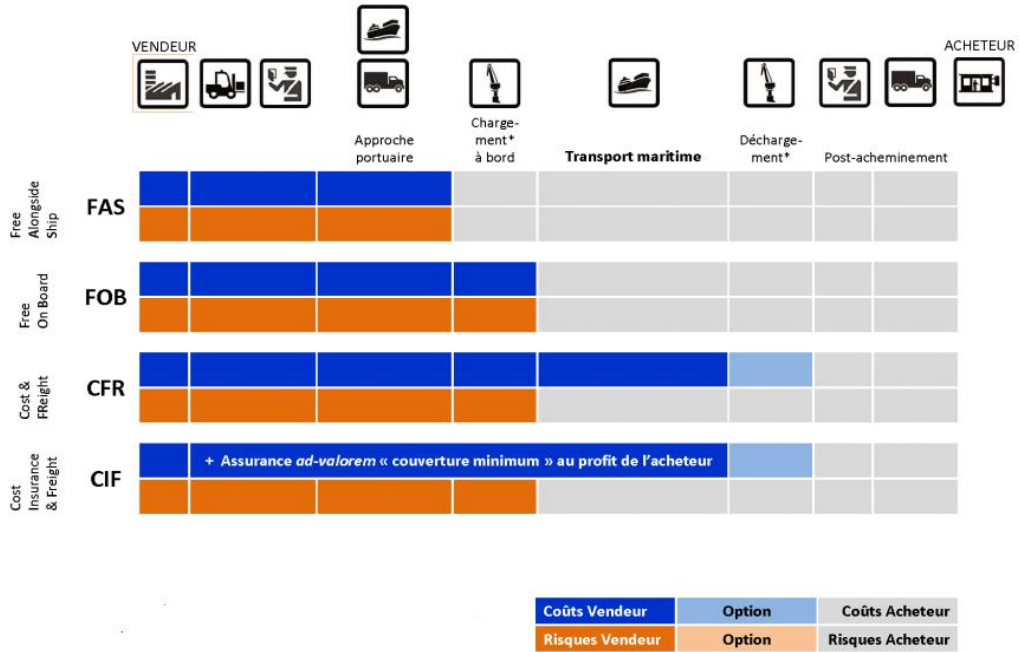 VENDEUR
ACHETEUR
Approche
portuaire
Charge-
ment*
à bord
Transport maritime
Décharge-
ment*
Post-acheminement
Free
Alongside
Ship
FAS
Free
On Board
FOB
Cost &
FReight
CFR
Cost
Insurance
& Freight
CIF
+ Assurance ad-valorem « couverture minimum » au profit de l'acheteur
Coûts Vendeur
Option
Coûts Acheteur
Risques Vendeur
Option
Risques Acheteur